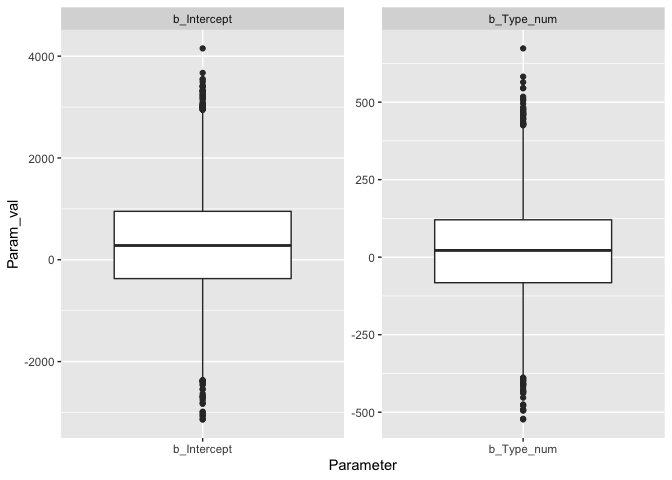 b_Intercept
b_Type_num
4000
2000
0
-2000
500
250
0
-250
-500
Param_val
b_Intercept
b_Type_num
Parameter